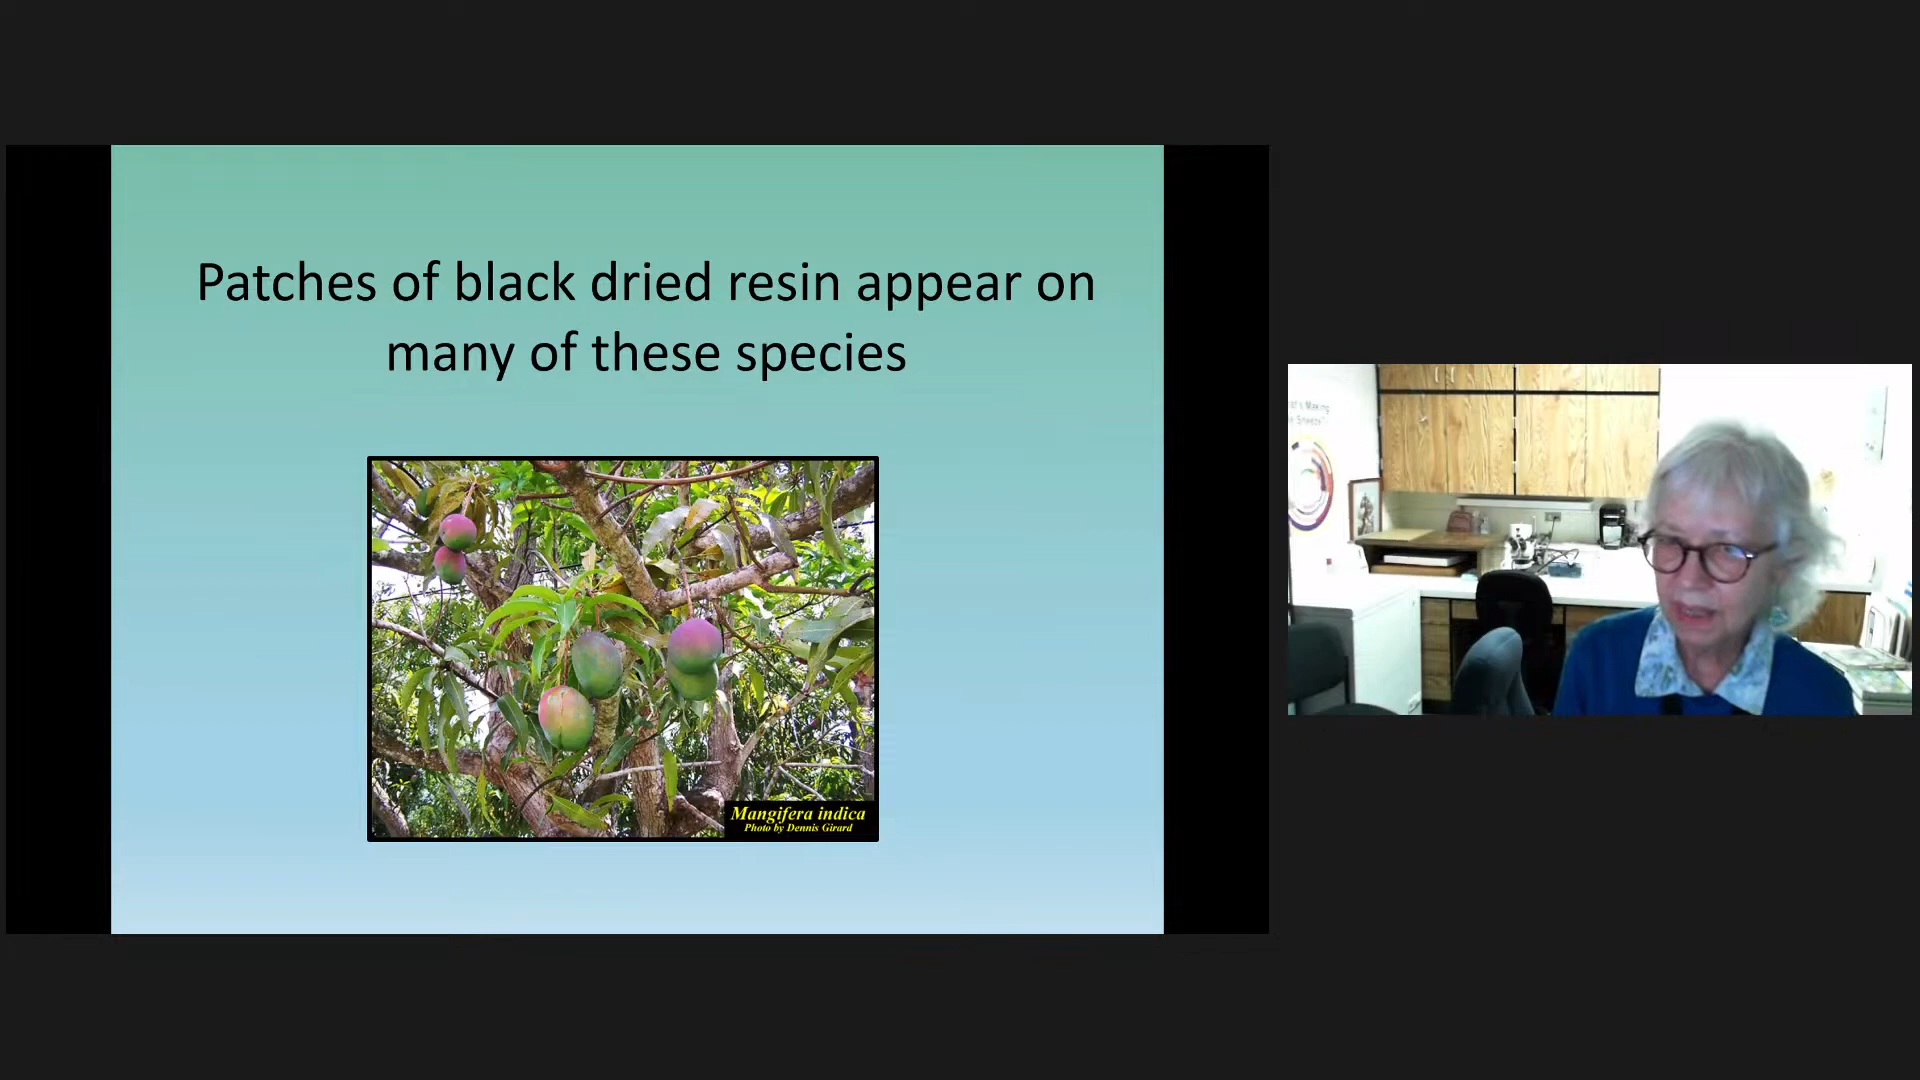 Patches of black dried resin appear on
many of these species
Mangifera indica
Photo by Dennis Girard